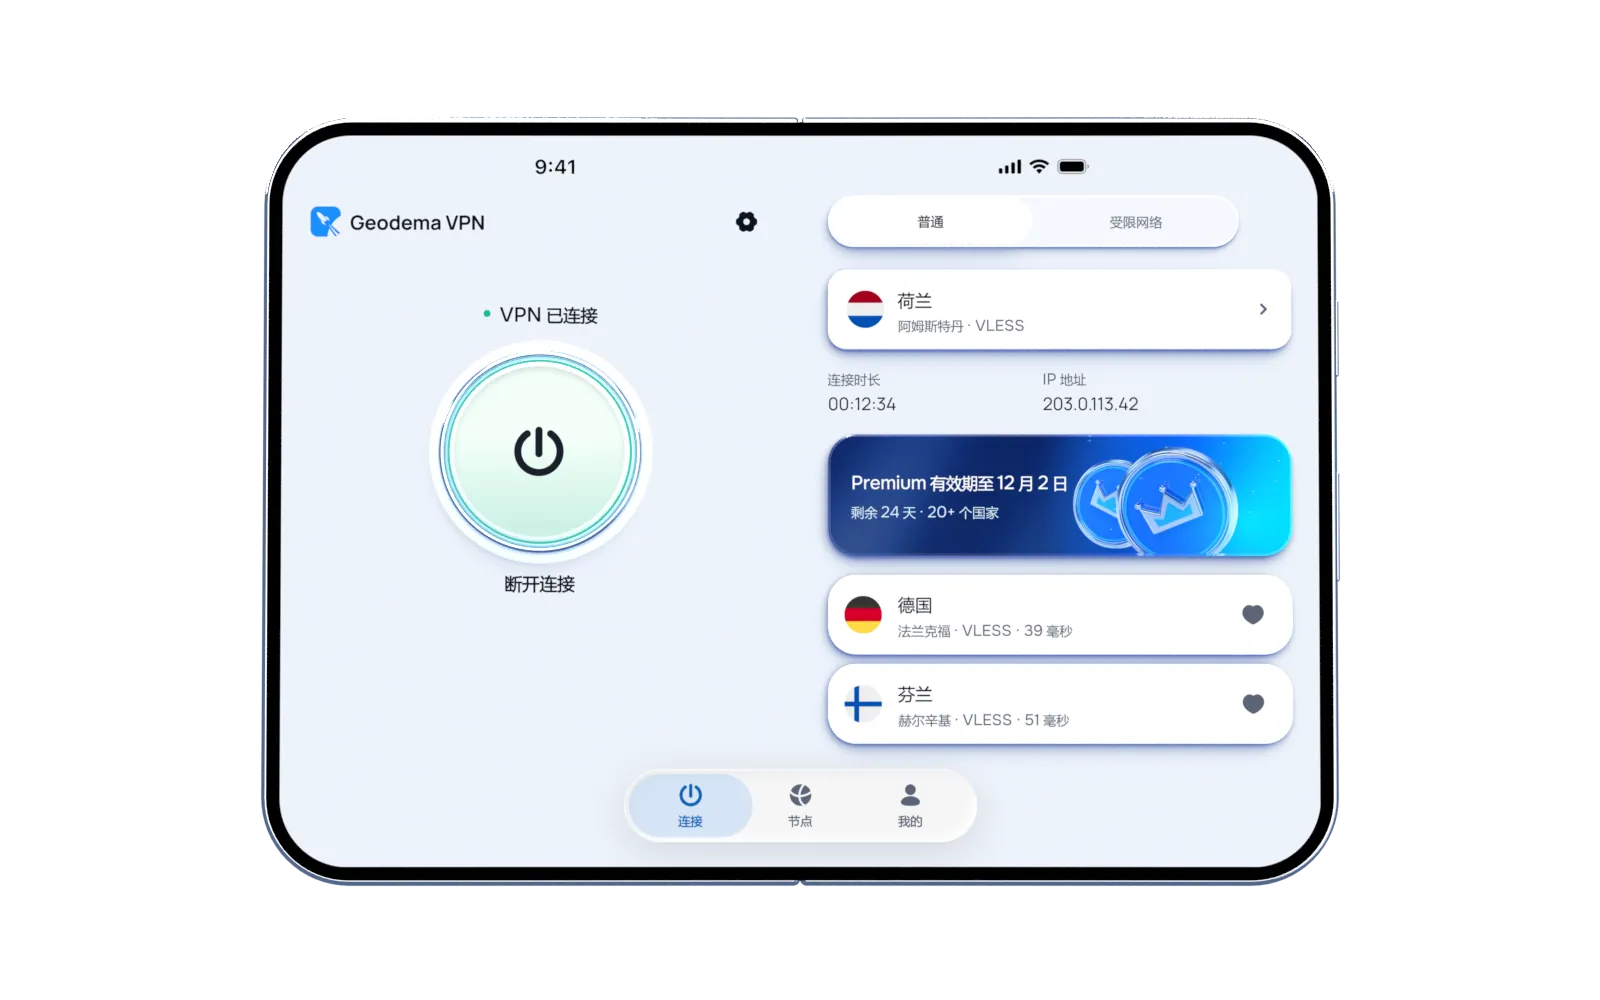 9:41
Geodema VPN
VPN 已连接
断开连接
普通
受限网络
荷兰
阿姆斯特丹 · VLESS
连接时长
00:12:34
IP 地址
203.0.113.42
Premium 有效期至 12 月 2 日
剩余 24 天 · 20+ 个国家
德国
法兰克福 · VLESS · 39 毫秒
芬兰
赫尔辛基 · VLESS · 51 毫秒
连接
节点
我的